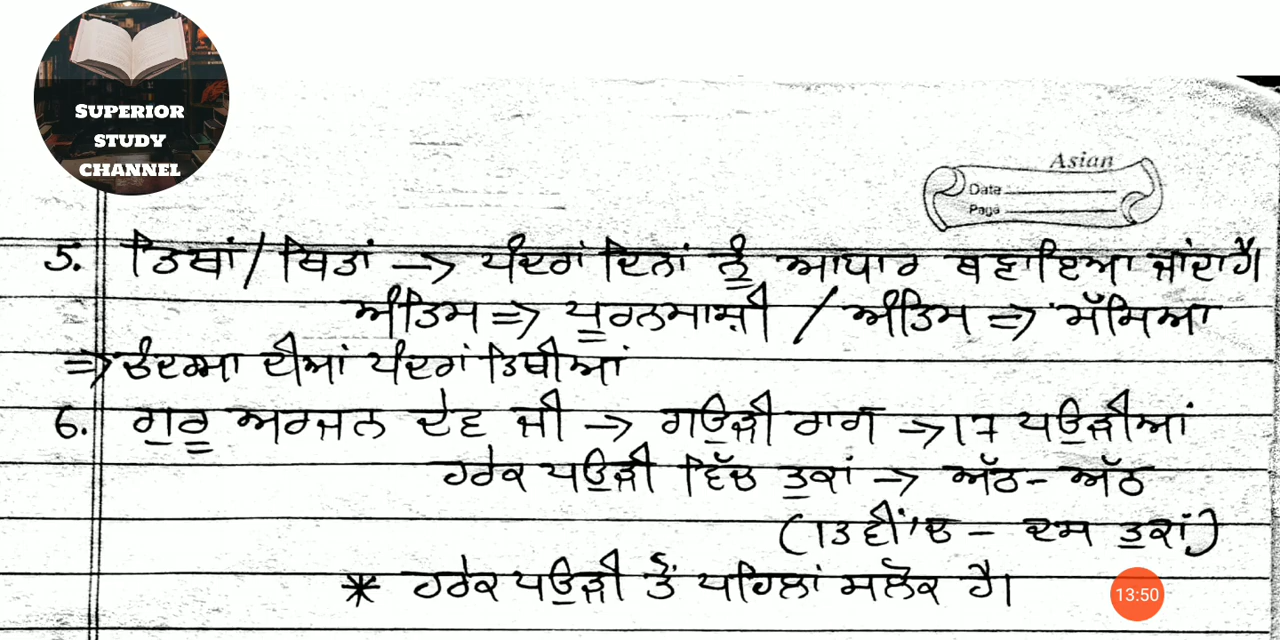 SUPERIOR
STUDY
CHANNEL
Asian
Date
Page
5. ਤਿਥਾਂ/ਥਿਤਾਂ → ਪੰਦਰਾਂ ਦਿਨਾਂ ਨੂੰ ਆਧਾਰ ਬਣਾਇਆ ਜਾਂਦਾ ਹੈ।
ਅੰਤਿਮ ⇒ ਪੂਰਨਮਾਸ਼ੀ / ਅੰਤਿਮ ⇒ ਮੱਸਿਆ
⇒ ਚੰਦਰਮਾ ਦੀਆਂ ਪੰਦਰਾਂ ਤਿਥੀਆਂ
6. ਗੁਰੂ ਅਰਜਨ ਦੇਵ ਜੀ → ਗਉੜੀ ਰਾਗ → 17 ਪਉੜੀਆਂ
ਹਰੇਕ ਪਉੜੀ ਵਿੱਚ ਤੁਕਾਂ → ਅੱਠ-ਅੱਠ
(13ਵੀਂ 'ਚ - ਦਸ ਤੁਕਾਂ)
* ਹਰੇਕ ਪਉੜੀ ਤੋਂ ਪਹਿਲਾਂ ਸਲੋਕ ਹੈ।
13:50